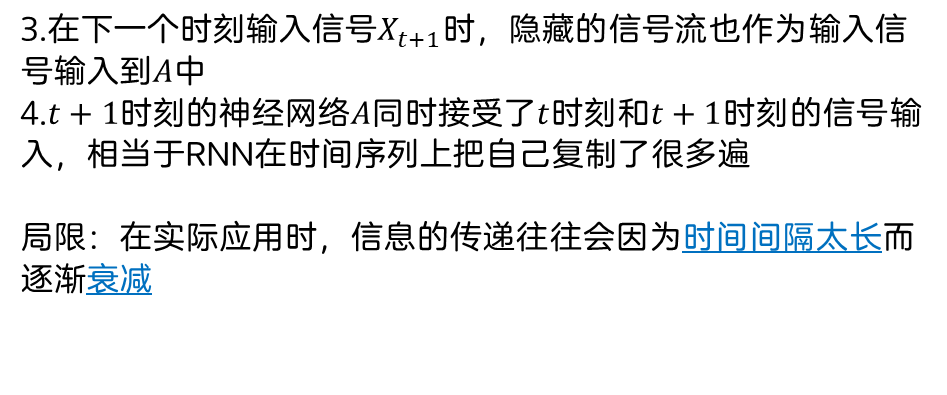 3.在下一个时刻输入信号X_{t+1}时，隐藏的信号流也作为输入信
号输入到A中
4.t + 1时刻的神经网络A同时接受了t时刻和t + 1时刻的信号输
入，相当于RNN在时间序列上把自己复制了很多遍
局限：在实际应用时，信息的传递往往会因为时间间隔太长而
逐渐衰减